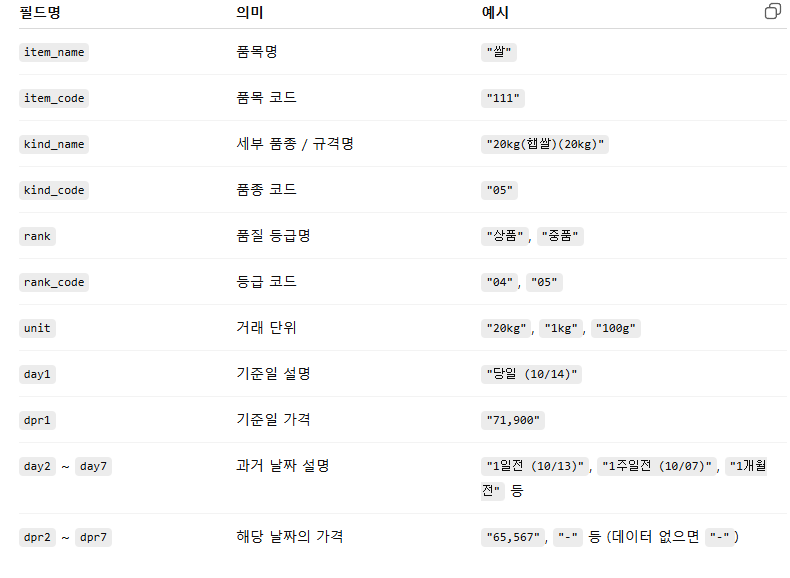 필드명 의미 예시
item_name 품목명 "쌀"
item_code 품목 코드 "111"
kind_name 세부 품종 / 규격명 "20kg(햅쌀)(20kg)"
kind_code 품종 코드 "05"
rank 품질 등급명 "상품", "중품"
rank_code 등급 코드 "04", "05"
unit 거래 단위 "20kg", "1kg", "100g"
day1 기준일 설명 "당일 (10/14)"
dpr1 기준일 가격 "71,900"
day2 ~ day7 과거 날짜 설명 "1일전 (10/13)", "1주일전 (10/07)", "1개월
전" 등
dpr2 ~ dpr7 해당 날짜의 가격 "65,567", "-" 등 (데이터 없으면 "-")